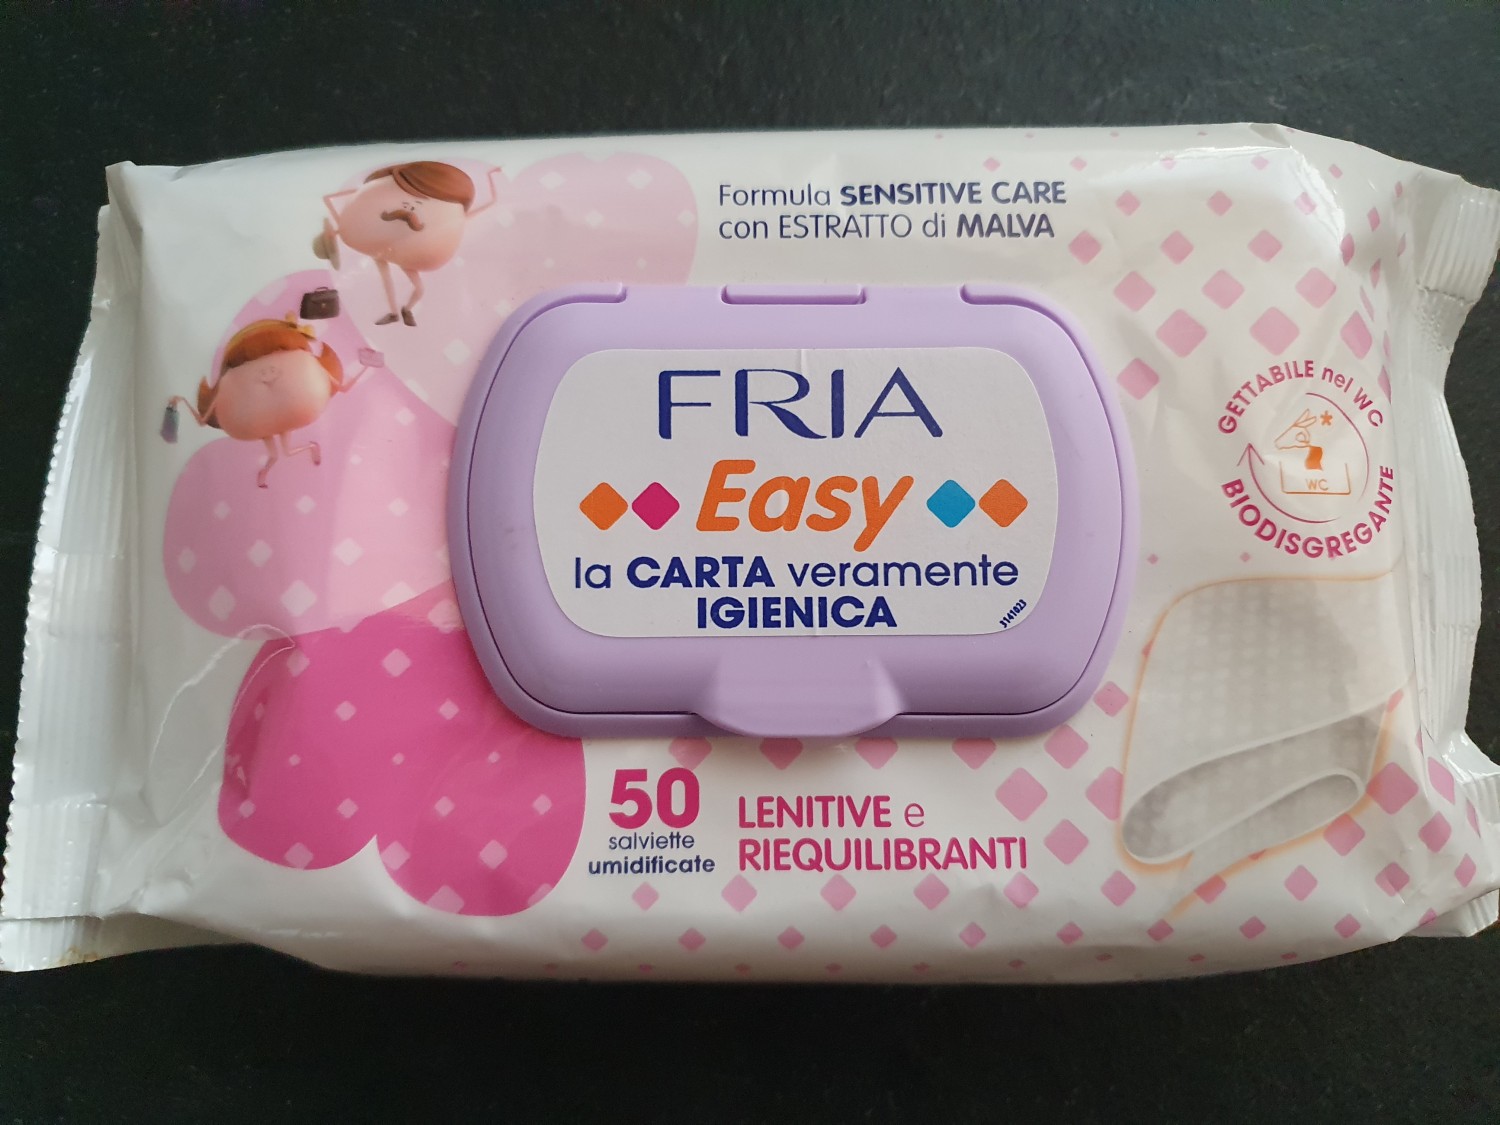 Formula SENSITIVE CARE
con ESTRATTO di MALVA
FRIA
Easy
la CARTA veramente
IGIENICA
3141023
GETTABILE nel WC
*
WC
BIODISGREGANTE
50
salviette
umidificate
LENITIVE e
RIEQUILIBRANTI